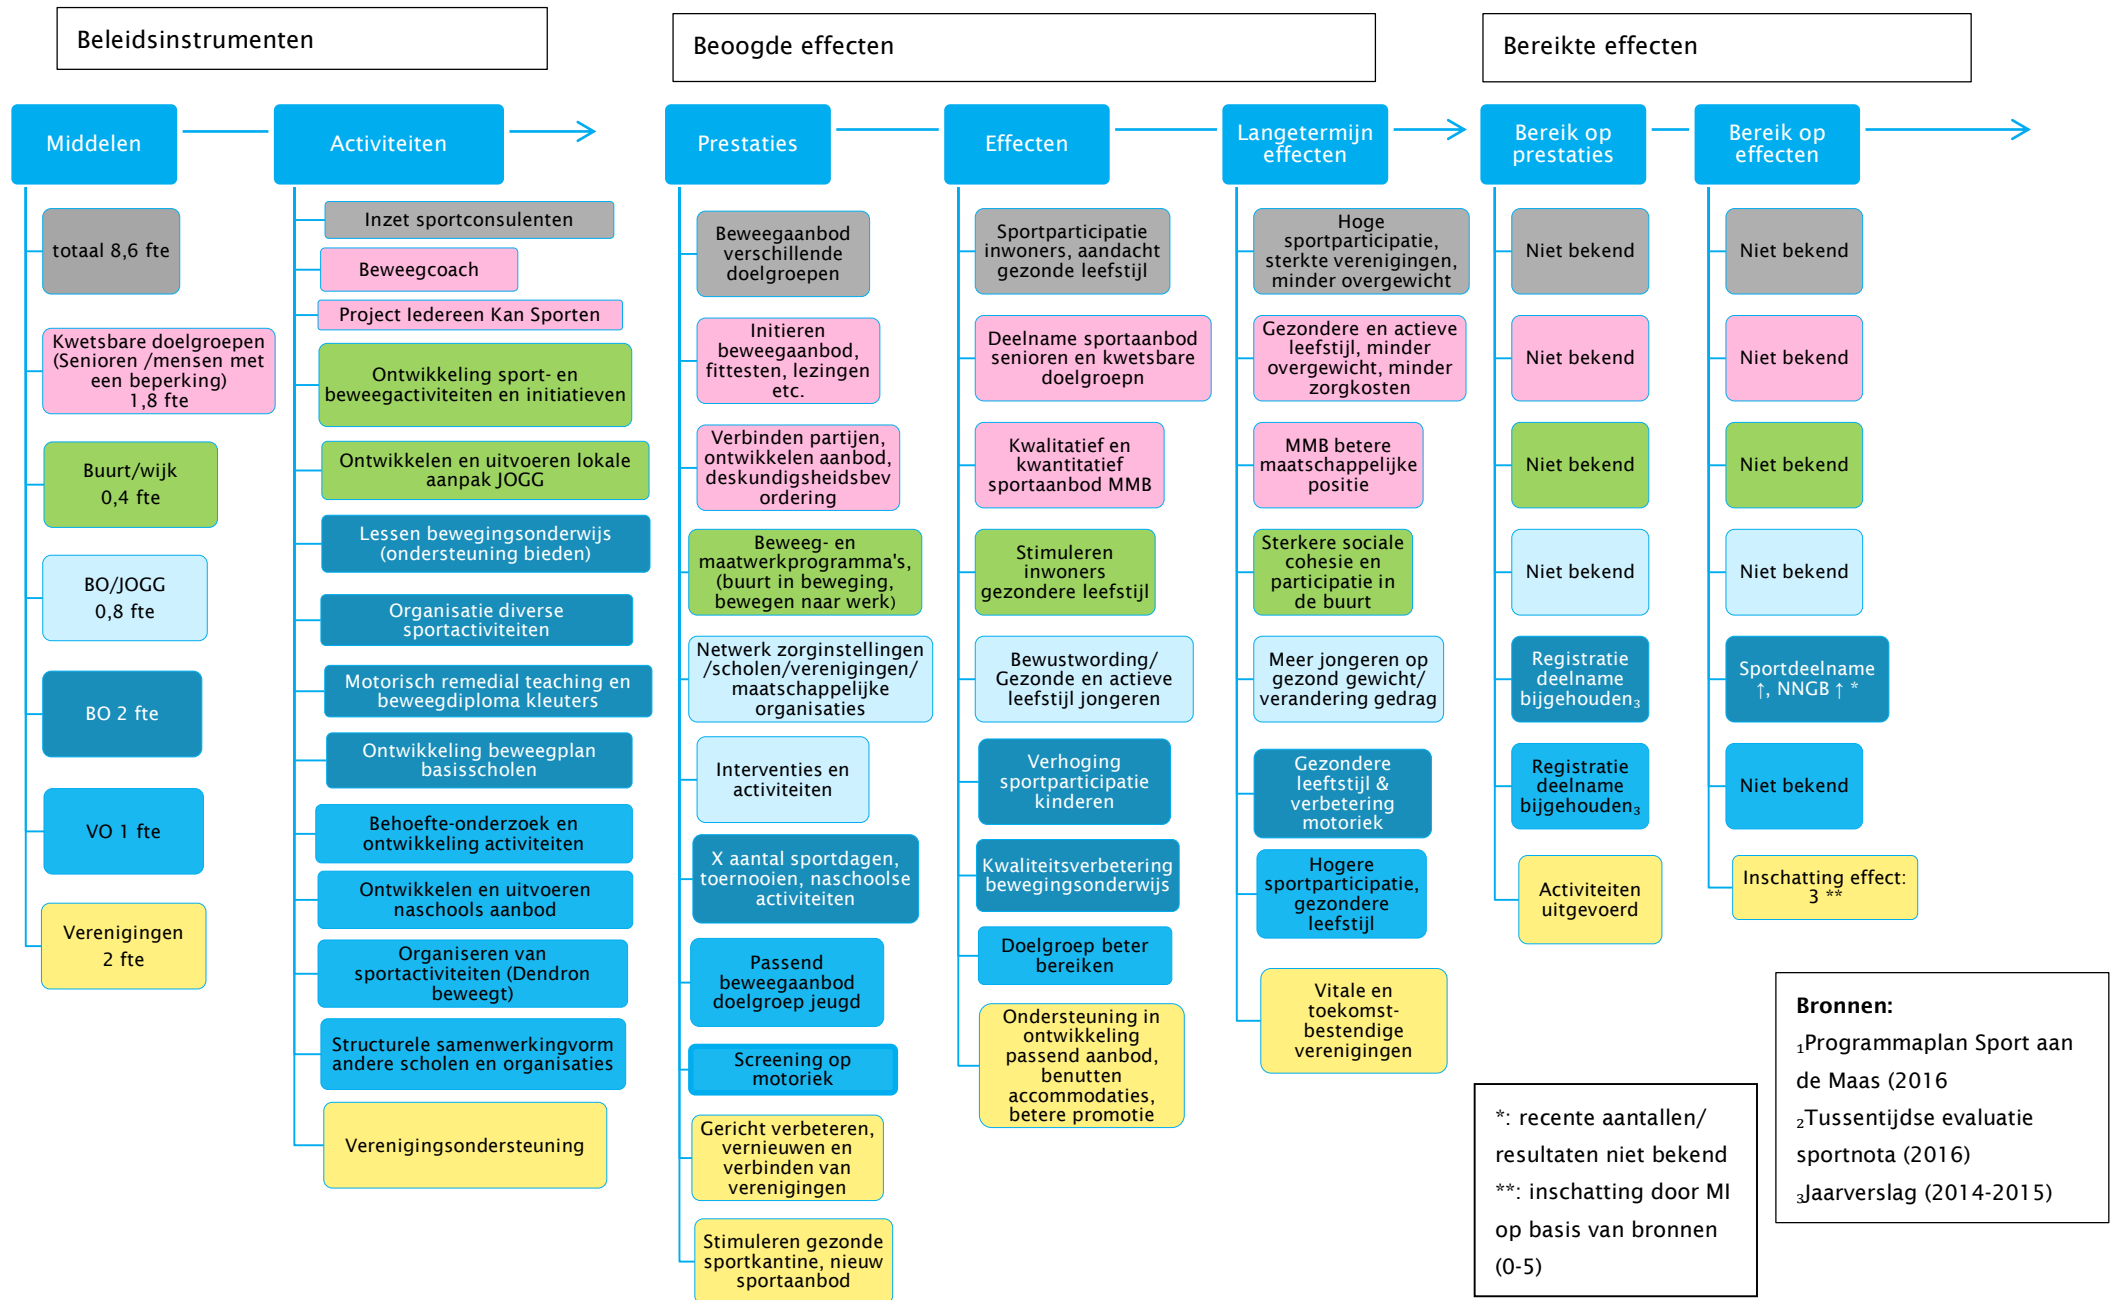 Beleidsinstrumenten
Beoogde effecten
Bereikte effecten
Middelen
Activiteiten
Prestaties
Effecten
Langetermijn
effecten
Bereik op
prestaties
Bereik op
effecten
totaal 8,6 fte
Kwetsbare doelgroepen
(Senioren /mensen met
een beperking)
1,8 fte
Buurt/wijk
0,4 fte
BO/JOGG
0,8 fte
BO 2 fte
VO 1 fte
Verenigingen
2 fte
Inzet sportconsulenten
Beweegcoach
Project Iedereen Kan Sporten
Ontwikkeling sport- en
beweegactiviteiten en initiatieven
Ontwikkelen en uitvoeren lokale
aanpak JOGG
Lessen bewegingsonderwijs
(ondersteuning bieden)
Organisatie diverse
sportactiviteiten
Motorisch remedial teaching en
beweegdiploma kleuters
Ontwikkeling beweegplan
basisscholen
Behoefte-onderzoek en
ontwikkeling activiteiten
Ontwikkelen en uitvoeren
naschools aanbod
Organiseren van
sportactiviteiten (Dendron
beweegt)
Structurele samenwerkingvorm
andere scholen en organisaties
Verenigingsondersteuning
Beweegaanbod
verschillende
doelgroepen
Initieren
beweegaanbod,
fittesten, lezingen
etc.
Verbinden partijen,
ontwikkelen aanbod,
deskundigsheidsbev
ordering
Beweeg- en
maatwerkprogramma's,
(buurt in beweging,
bewegen naar werk)
Netwerk zorginstellingen
/scholen/verenigingen/
maatschappelijke
organisaties
Interventies en
activiteiten
X aantal sportdagen,
toernooien, naschoolse
activiteiten
Passend
beweegaanbod
doelgroep jeugd
Screening op
motoriek
Gericht verbeteren,
vernieuwen en
verbinden van
verenigingen
Stimuleren gezonde
sportkantine, nieuw
sportaanbod
Sportparticipatie
inwoners, aandacht
gezonde leefstijl
Deelname sportaanbod
senioren en kwetsbare
doelgroepn
Kwalitatief en
kwantitatief
sportaanbod MMB
Stimuleren
inwoners
gezondere leefstijl
Bewustwording/
Gezonde en actieve
leefstijl jongeren
Verhoging
sportparticipatie
kinderen
Kwaliteitsverbetering
bewegingsonderwijs
Doelgroep beter
bereiken
Ondersteuning in
ontwikkeling
passend aanbod,
benutten
accommodaties,
betere promotie
Hoge
sportparticipatie,
sterkte verenigingen,
minder overgewicht
Gezondere en actieve
leefstijl, minder
overgewicht, minder
zorgkosten
MMB betere
maatschappelijke
positie
Sterkere sociale
cohesie en
participatie in
de buurt
Meer jongeren op
gezond gewicht/
verandering gedrag
Gezondere
leeftstijl &
verbetering
motoriek
Hogere
sportparticipatie,
gezondere
leefstijl
Vitale en
toekomst-
bestendige
verenigingen
Niet bekend
Niet bekend
Niet bekend
Niet bekend
Registratie
deelname
bijgehouden₃
Registratie
deelname
bijgehouden₃
Activiteiten
uitgevoerd
Niet bekend
Niet bekend
Niet bekend
Niet bekend
Sportdeelname
↑, NNGB ↑ *
Niet bekend
Inschatting effect:
3 **
*: recente aantallen/
resultaten niet bekend
**: inschatting door MI
op basis van bronnen
(0-5)
Bronnen:
₁Programmaplan Sport aan
de Maas (2016
₂Tussentijdse evaluatie
sportnota (2016)
₃Jaarverslag (2014-2015)